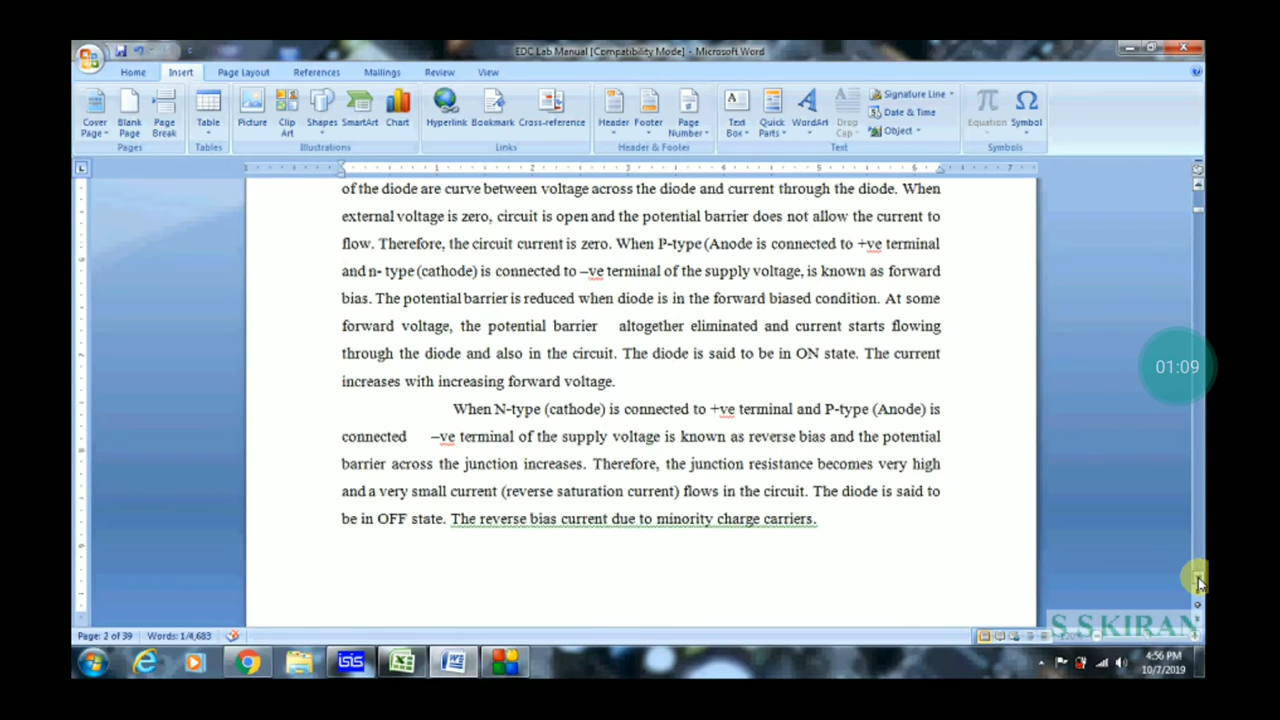 EDC Lab Manual [Compatibility Mode] - Microsoft Word
Home Insert Page Layout References Mailings Review View
Cover Page Blank Page Page Break Table Picture Clip Art Shapes SmartArt Chart Hyperlink Bookmark Cross-reference Header Footer Page Number Text Box Quick Parts WordArt Drop Cap Signature Line Date & Time Object Equation Symbol
Pages Tables Illustrations Links Header & Footer Text Symbols
of the diode are curve between voltage across the diode and current through the diode. When
external voltage is zero, circuit is open and the potential barrier does not allow the current to
flow. Therefore, the circuit current is zero. When P-type (Anode is connected to +ve terminal
and n- type (cathode) is connected to –ve terminal of the supply voltage, is known as forward
bias. The potential barrier is reduced when diode is in the forward biased condition. At some
forward voltage, the potential barrier altogether eliminated and current starts flowing
through the diode and also in the circuit. The diode is said to be in ON state. The current
increases with increasing forward voltage.
When N-type (cathode) is connected to +ve terminal and P-type (Anode) is
connected –ve terminal of the supply voltage is known as reverse bias and the potential
barrier across the junction increases. Therefore, the junction resistance becomes very high
and a very small current (reverse saturation current) flows in the circuit. The diode is said to
be in OFF state. The reverse bias current due to minority charge carriers.
01:09
S.S KIRAN
Page: 2 of 39 Words: 1/4,683 120%
isis
4:56 PM
10/7/2019